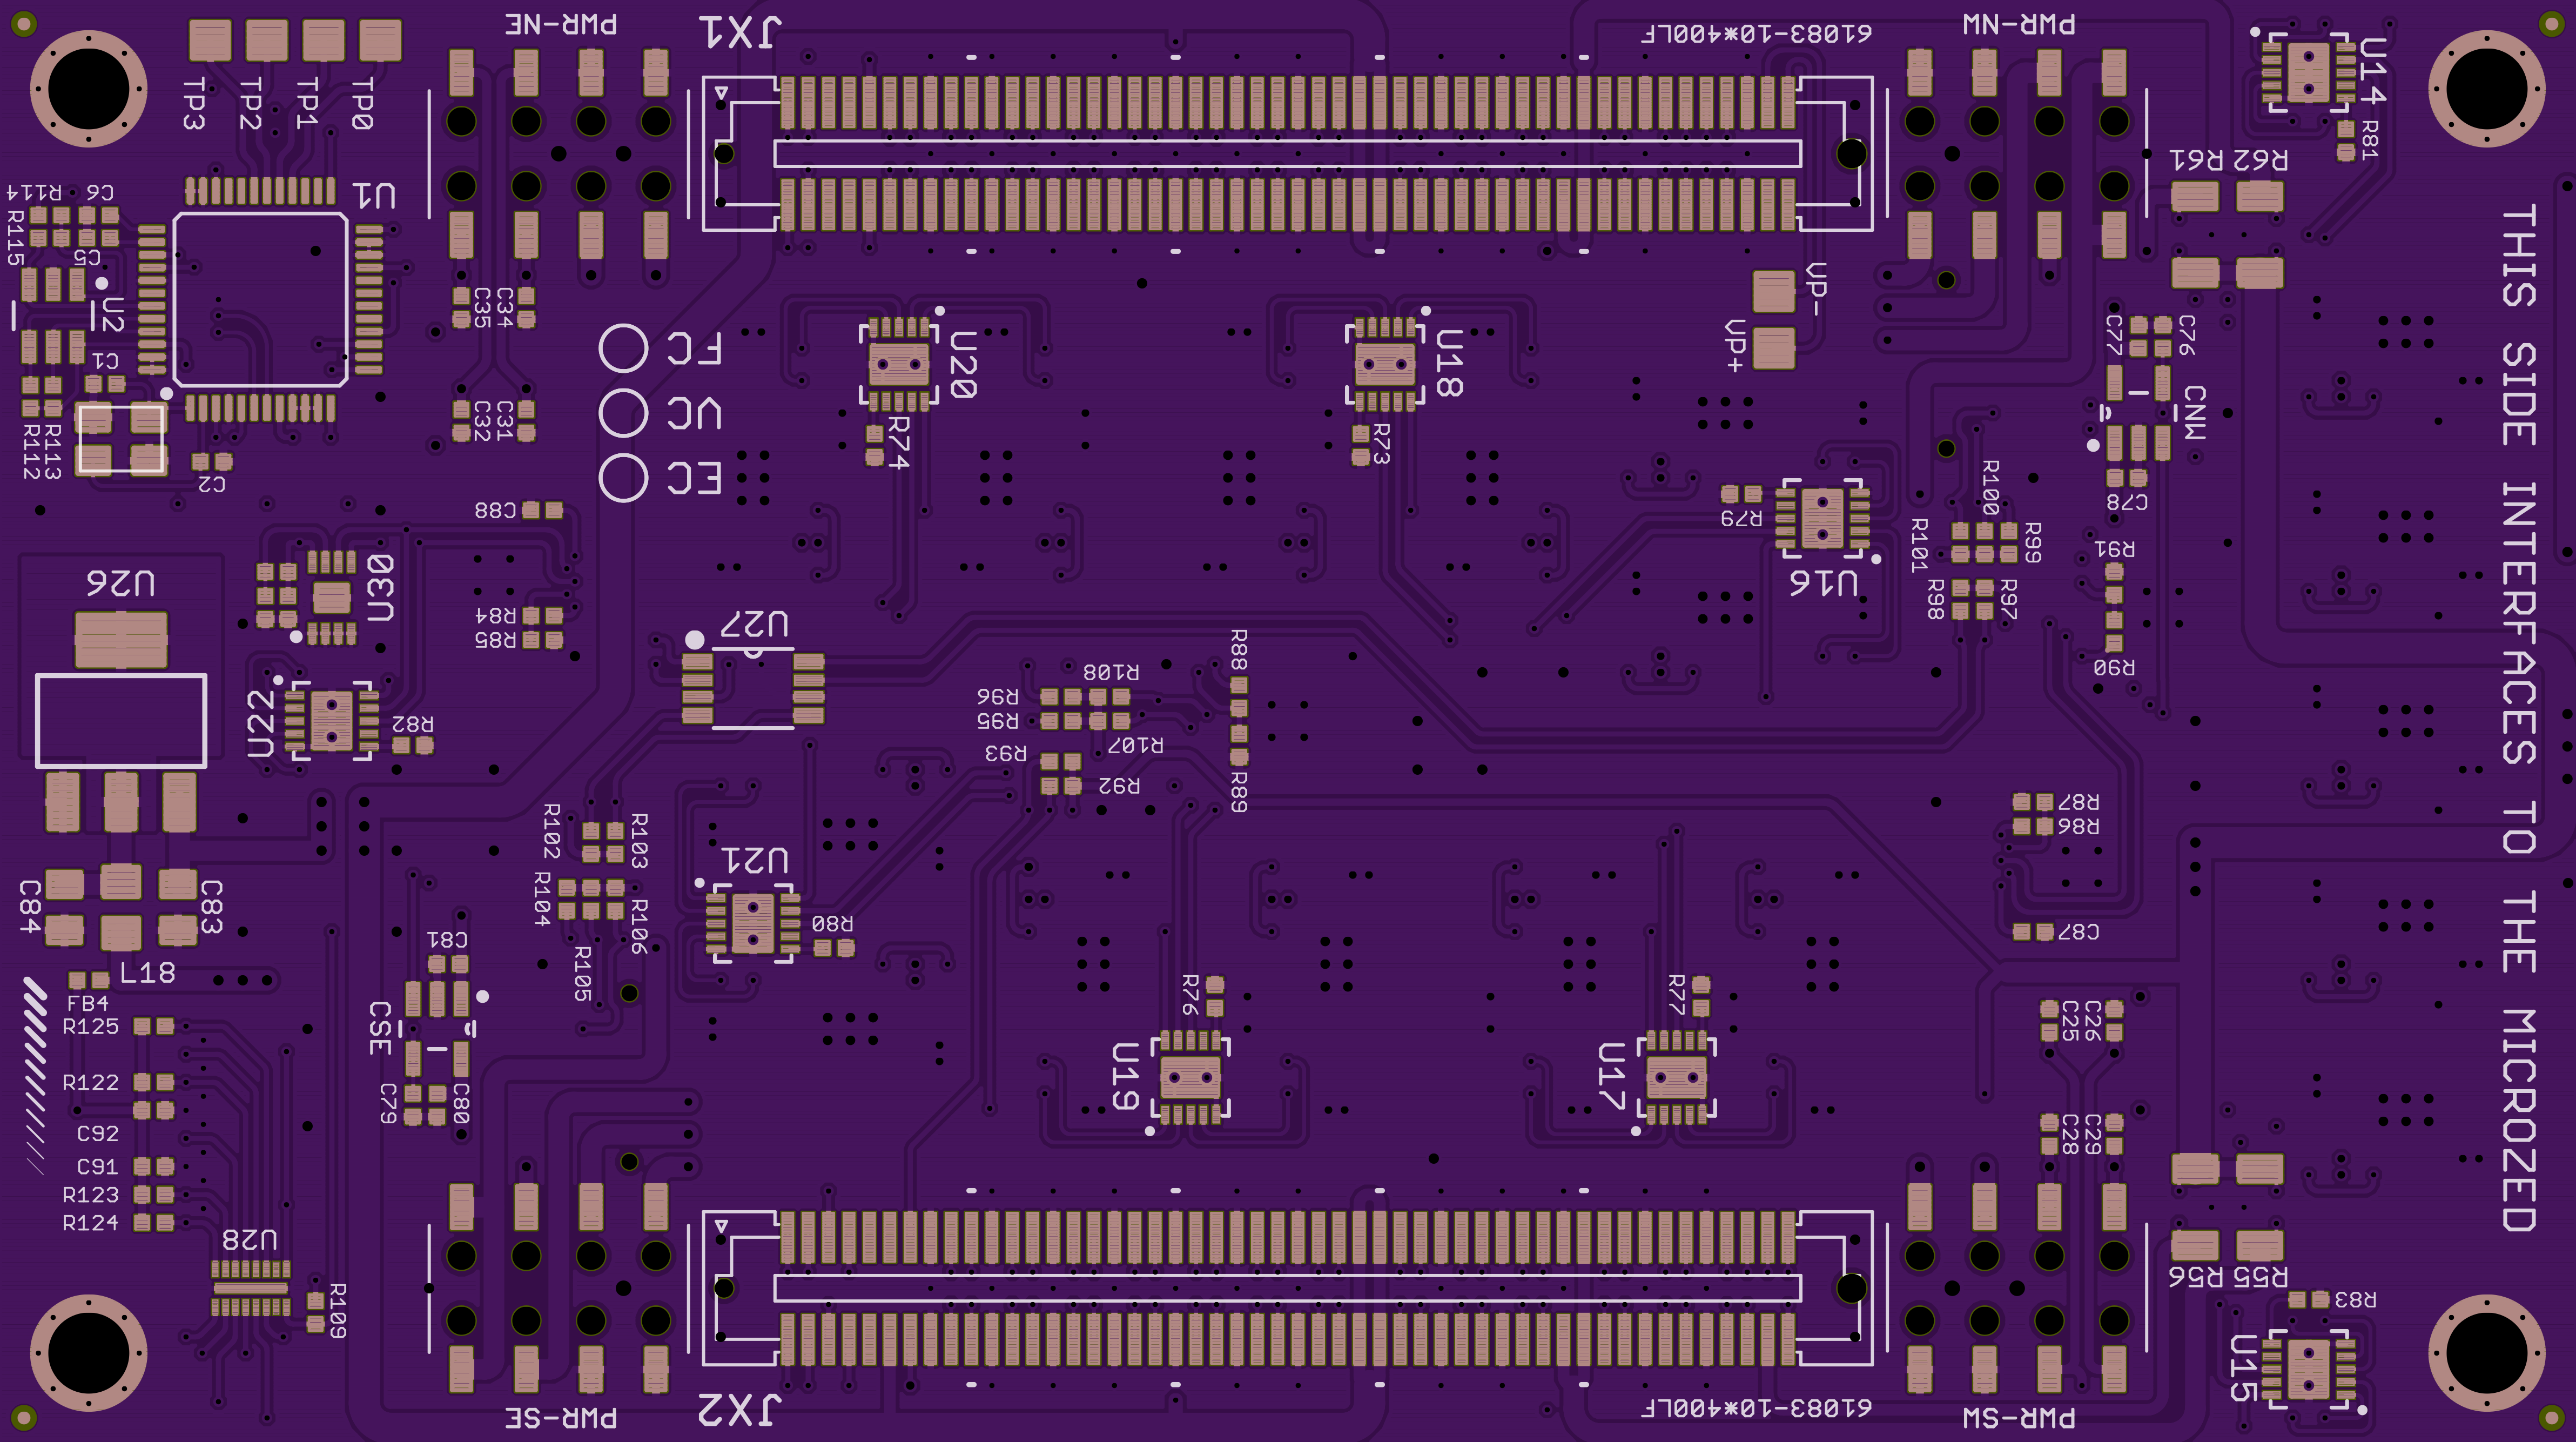 PWR-NE
JX1
61083-10*400LF
PWR-NW
U14
TP3
TP2
TP1
TP0
R81
R61
R62
R114
C6
U1
R115
C5
U2
C1
C35
C34
FC
VC
EC
U20
U18
VP-
VP+
C77
C76
CNW
C32
C31
R74
R73
R112
R113
C2
C88
R79
R100
C78
R101
R99
R91
U26
U30
U16
R84
R85
U27
R98
R97
R88
R90
R108
R96
R95
R107
U22
R82
R93
R92
R89
R102
R103
R87
R86
U21
C84
C83
R104
R106
R80
C87
C81
R105
L18
FB4
CSE
R76
R77
R125
C25
C26
R122
C79
C80
U19
U17
C92
C28
C29
C91
R123
R124
U28
R109
R56
R55
R83
U15
PWR-SE
JX2
61083-10*400LF
PWR-SW
THIS SIDE INTERFACES TO THE MICROZED